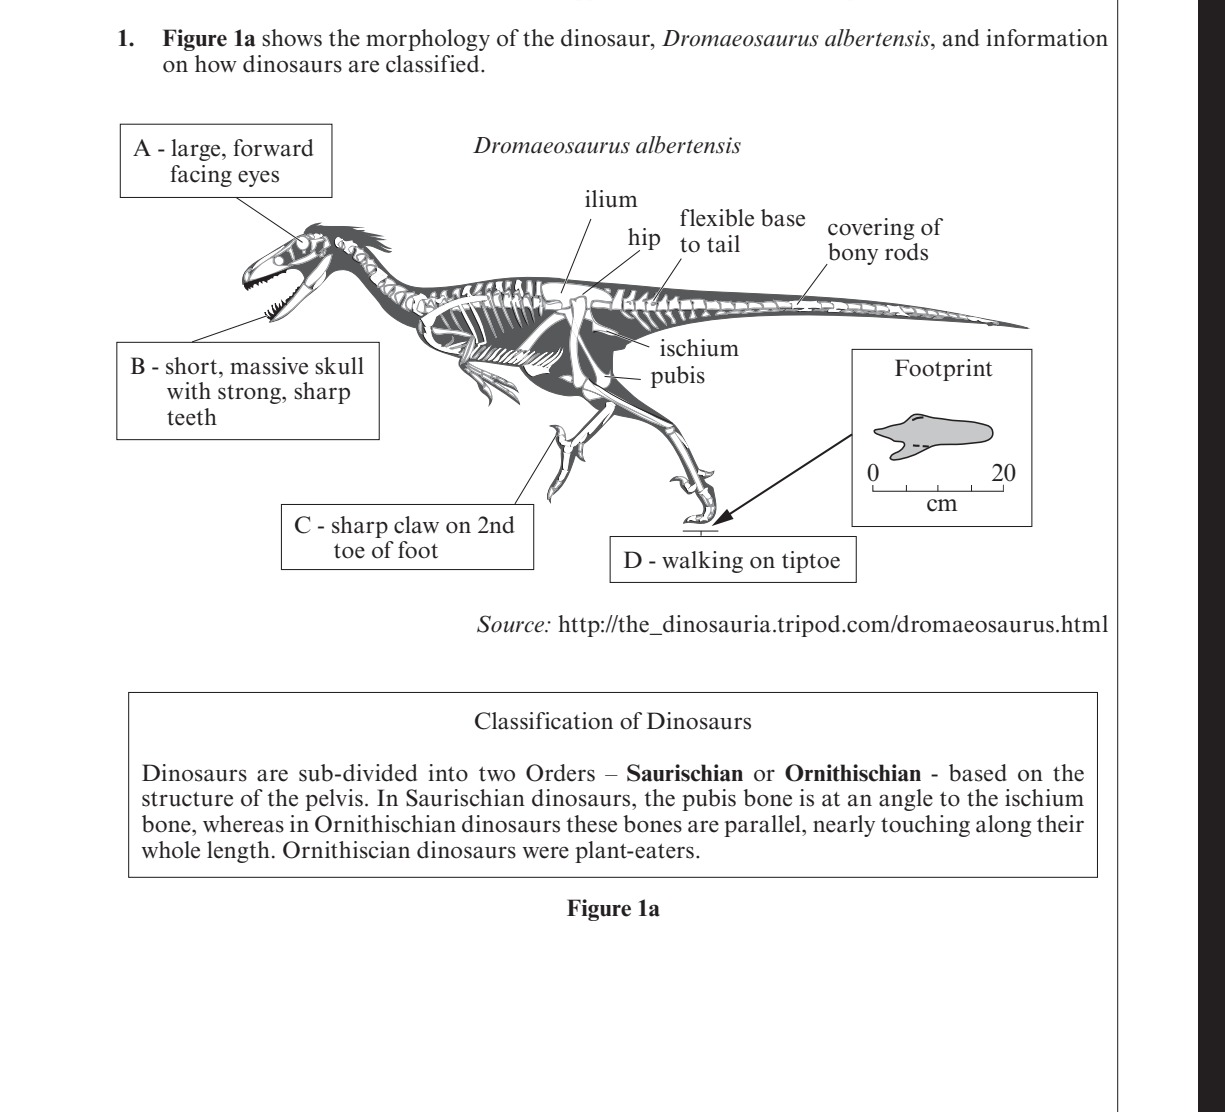 1. Figure 1a shows the morphology of the dinosaur, Dromaeosaurus albertensis, and information
on how dinosaurs are classified.
A - large, forward
facing eyes
Dromaeosaurus albertensis
ilium
hip
flexible base
to tail
covering of
bony rods
ischium
pubis
B - short, massive skull
with strong, sharp
teeth
Footprint
0 20
cm
C - sharp claw on 2nd
toe of foot
D - walking on tiptoe
Source: http://the_dinosauria.tripod.com/dromaeosaurus.html
Classification of Dinosaurs
Dinosaurs are sub-divided into two Orders – Saurischian or Ornithischian - based on the
structure of the pelvis. In Saurischian dinosaurs, the pubis bone is at an angle to the ischium
bone, whereas in Ornithischian dinosaurs these bones are parallel, nearly touching along their
whole length. Ornithiscian dinosaurs were plant-eaters.
Figure 1a